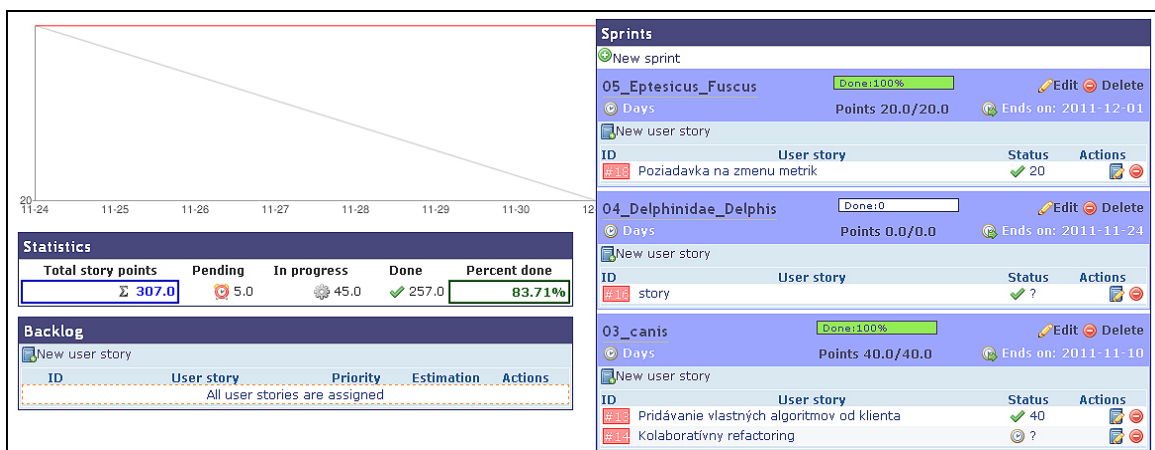 20
11-24 11-25 11-26 11-27 11-28 11-29 11-30 12-
Statistics
Total story points Pending In progress Done Percent done
Σ 307.0 5.0 45.0 257.0 83.71%
Backlog
New user story
ID User story Priority Estimation Actions
All user stories are assigned
Sprints
New sprint
05_Eptesicus_Fuscus Done:100% Edit Delete
Days Points 20.0/20.0 Ends on: 2011-12-01
New user story
ID User story Status Actions
#18 Poziadavka na zmenu metrik 20
04_Delphinidae_Delphis Done:0 Edit Delete
Days Points 0.0/0.0 Ends on: 2011-11-24
New user story
ID User story Status Actions
#16 story ?
03_canis Done:100% Edit Delete
Days Points 40.0/40.0 Ends on: 2011-11-10
New user story
ID User story Status Actions
#13 Pridávanie vlastných algoritmov od klienta 40
#14 Kolaboratívny refactoring ?